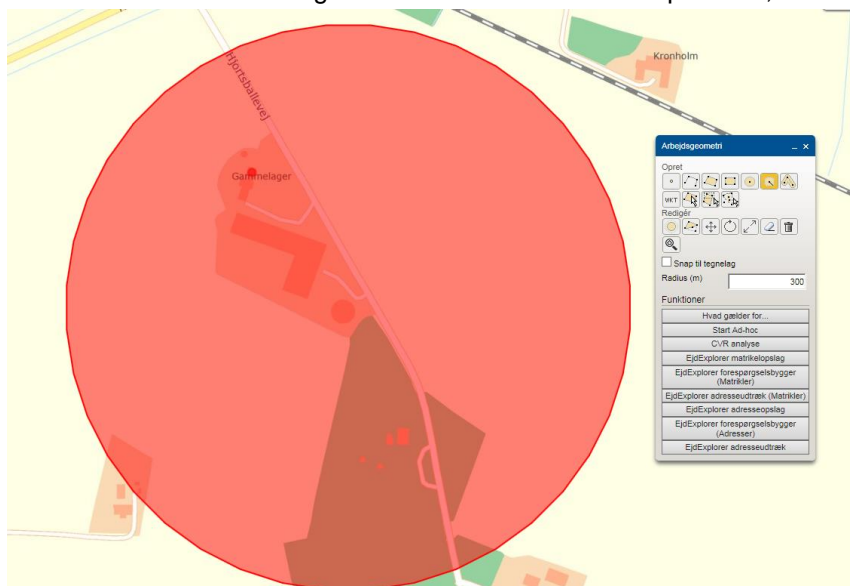 Hjortsballevej
Kronholm
Gammelager
Arbejdsgeometri
Opret
WKT
Redigér
Snap til tegnelag
Radius (m)
300
Funktioner
Hvad gælder for...
Start Ad-hoc
CVR analyse
EjdExplorer matrikelopslag
EjdExplorer forespørgselsbygger
(Matrikler)
EjdExplorer adresseudtræk (Matrikler)
EjdExplorer adresseopslag
EjdExplorer forespørgselsbygger
(Adresser)
EjdExplorer adresseudtræk